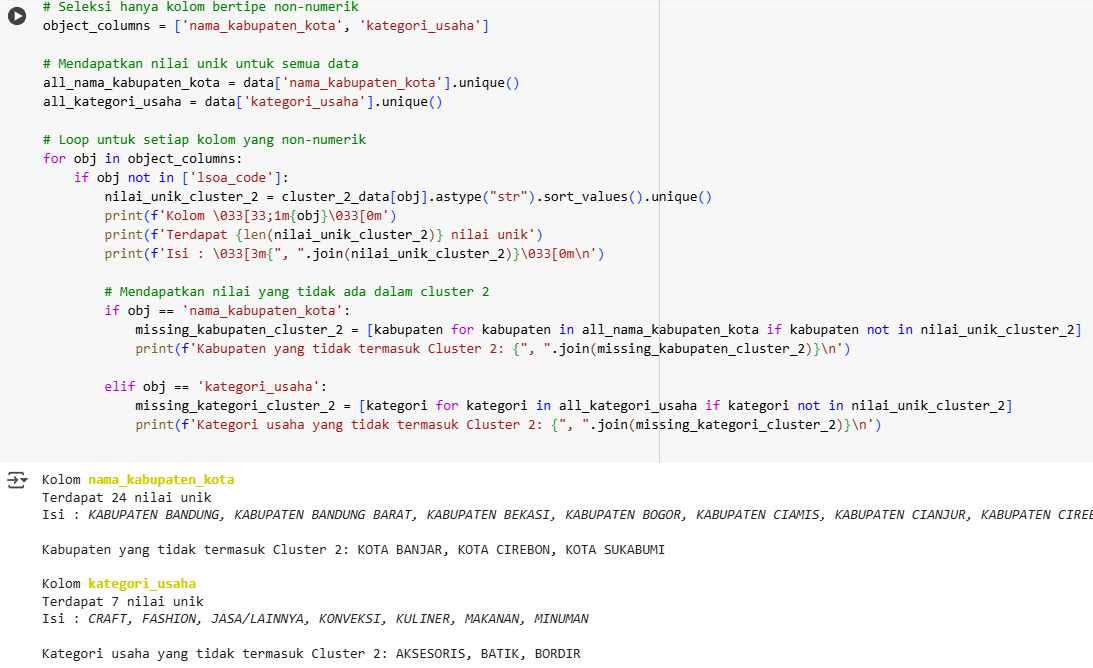 # Seleksi hanya kolom bertipe non-numerik
object_columns = ['nama_kabupaten_kota', 'kategori_usaha']
# Mendapatkan nilai unik untuk semua data
all_nama_kabupaten_kota = data['nama_kabupaten_kota'].unique()
all_kategori_usaha = data['kategori_usaha'].unique()
# Loop untuk setiap kolom yang non-numerik
for obj in object_columns:
    if obj not in ['lsoa_code']:
        nilai_unik_cluster_2 = cluster_2_data[obj].astype("str").sort_values().unique()
        print(f'Kolom \033[33;1m{obj}\033[0m')
        print(f'Terdapat {len(nilai_unik_cluster_2)} nilai unik')
        print(f'Isi : \033[3m{", ".join(nilai_unik_cluster_2)}\033[0m\n')
        # Mendapatkan nilai yang tidak ada dalam cluster 2
        if obj == 'nama_kabupaten_kota':
            missing_kabupaten_cluster_2 = [kabupaten for kabupaten in all_nama_kabupaten_kota if kabupaten not in nilai_unik_cluster_2]
            print(f'Kabupaten yang tidak termasuk Cluster 2: {", ".join(missing_kabupaten_cluster_2)}\n')
        elif obj == 'kategori_usaha':
            missing_kategori_cluster_2 = [kategori for kategori in all_kategori_usaha if kategori not in nilai_unik_cluster_2]
            print(f'Kategori usaha yang tidak termasuk Cluster 2: {", ".join(missing_kategori_cluster_2)}\n')
Kolom nama_kabupaten_kota
Terdapat 24 nilai unik
Isi : KABUPATEN BANDUNG, KABUPATEN BANDUNG BARAT, KABUPATEN BEKASI, KABUPATEN BOGOR, KABUPATEN CIAMIS, KABUPATEN CIANJUR, KABUPATEN
Kabupaten yang tidak termasuk Cluster 2: KOTA BANJAR, KOTA CIREBON, KOTA SUKABUMI
Kolom kategori_usaha
Terdapat 7 nilai unik
Isi : CRAFT, FASHION, JASA/LAINNYA, KONVEKSI, KULINER, MAKANAN, MINUMAN
Kategori usaha yang tidak termasuk Cluster 2: AKSESORIS, BATIK, BORDIR